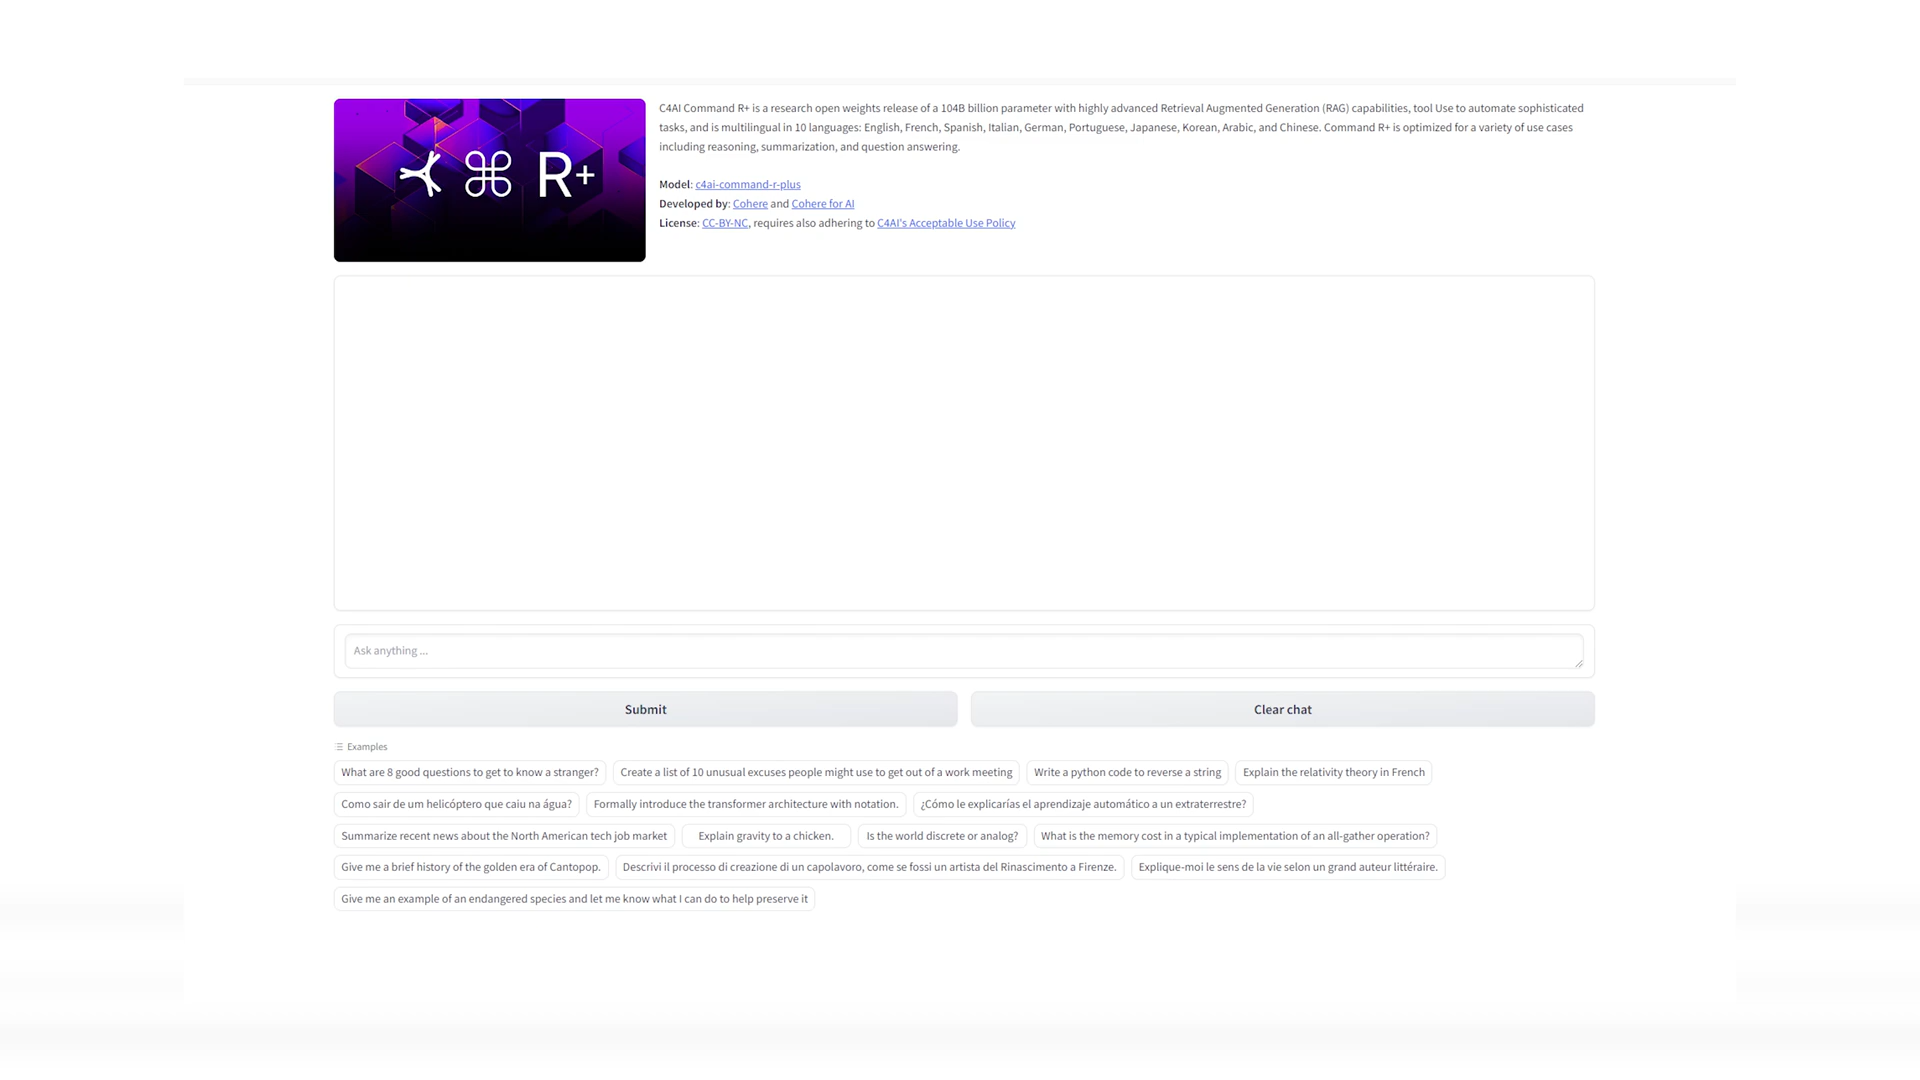 ⌘ R+
C4AI Command R+ is a research open weights release of a 104B billion parameter with highly advanced Retrieval Augmented Generation (RAG) capabilities, tool Use to automate sophisticated
tasks, and is multilingual in 10 languages: English, French, Spanish, Italian, German, Portuguese, Japanese, Korean, Arabic, and Chinese. Command R+ is optimized for a variety of use cases
including reasoning, summarization, and question answering.
Model: c4ai-command-r-plus
Developed by: Cohere and Cohere for AI
License: CC-BY-NC, requires also adhering to C4AI's Acceptable Use Policy
Ask anything ...
Submit Clear chat
Examples
What are 8 good questions to get to know a stranger? Create a list of 10 unusual excuses people might use to get out of a work meeting Write a python code to reverse a string Explain the relativity theory in French
Como sair de um helicóptero que caiu na água? Formally introduce the transformer architecture with notation. ¿Cómo le explicarías el aprendizaje automático a un extraterrestre?
Summarize recent news about the North American tech job market Explain gravity to a chicken. Is the world discrete or analog? What is the memory cost in a typical implementation of an all-gather operation?
Give me a brief history of the golden era of Cantopop. Descrivi il processo di creazione di un capolavoro, come se fossi un artista del Rinascimento a Firenze. Explique-moi le sens de la vie selon un grand auteur littéraire.
Give me an example of an endangered species and let me know what I can do to help preserve it